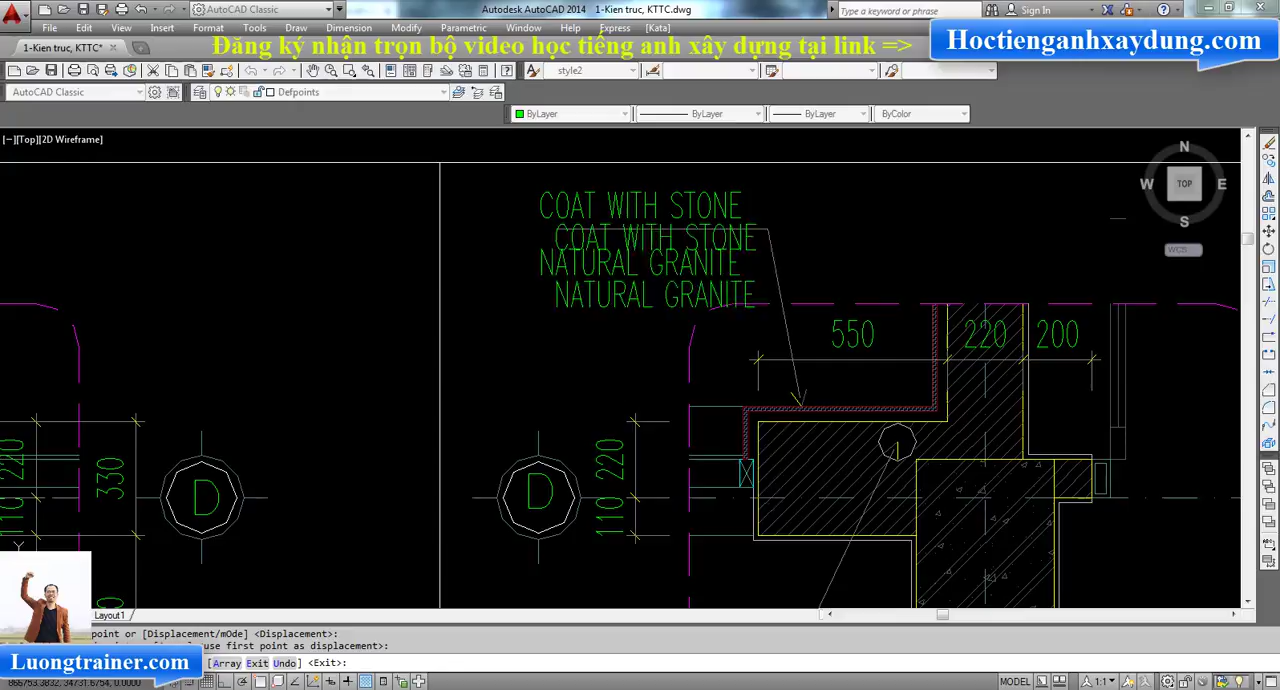 Autodesk AutoCAD 2014   1-Kien truc, KTTC.dwg
AutoCAD Classic
Type a keyword or phrase
Sign In
File Edit View Insert Format Tools Draw Dimension Modify Parametric Window Help Express [Kata]
1-Kien truc, KTTC*
Đăng ký nhận trọn bộ video học tiếng anh xây dựng tại link =>
Hoctienganhxaydung.com
style2
AutoCAD Classic
Defpoints
ByLayer
ByLayer
ByLayer
ByColor
[−][Top][2D Wireframe]
N
W TOP E
S
WCS
COAT WITH STONE
COAT WITH STONE
NATURAL GRANITE
NATURAL GRANITE
550 220 200
220
330
110
D
D
220
110
Y
Layout1
point or [Displacement/mOde] <Displacement>:
use first point as displacement>:
[Array Exit Undo] <Exit>:
Luongtrainer.com
MODEL
1:1